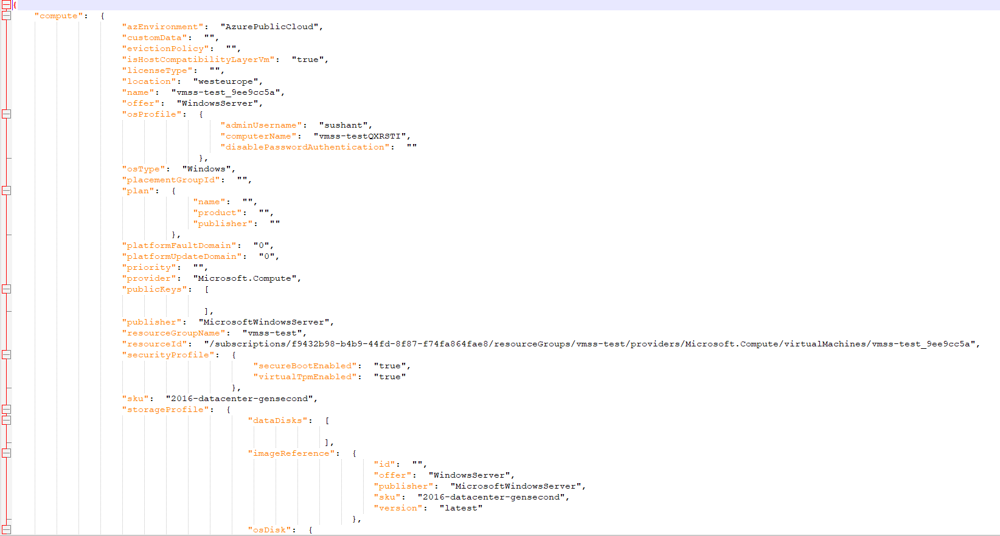 {
"compute": {
"azEnvironment": "AzurePublicCloud",
"customData": "",
"evictionPolicy": "",
"isHostCompatibilityLayerVm": "true",
"licenseType": "",
"location": "westeurope",
"name": "vmss-test_9ee9cc5a",
"offer": "WindowsServer",
"osProfile": {
"adminUsername": "sushant",
"computerName": "vmss-testQXRSTI",
"disablePasswordAuthentication": ""
},
"osType": "Windows",
"placementGroupId": "",
"plan": {
"name": "",
"product": "",
"publisher": ""
},
"platformFaultDomain": "0",
"platformUpdateDomain": "0",
"priority": "",
"provider": "Microsoft.Compute",
"publicKeys": [
],
"publisher": "MicrosoftWindowsServer",
"resourceGroupName": "vmss-test",
"resourceId": "/subscriptions/f9432b98-b4b9-44fd-8f87-f74fa864fae8/resourceGroups/vmss-test/providers/Microsoft.Compute/virtualMachines/vmss-test_9ee9cc5a",
"securityProfile": {
"secureBootEnabled": "true",
"virtualTpmEnabled": "true"
},
"sku": "2016-datacenter-gensecond",
"storageProfile": {
"dataDisks": [
],
"imageReference": {
"id": "",
"offer": "WindowsServer",
"publisher": "MicrosoftWindowsServer",
"sku": "2016-datacenter-gensecond",
"version": "latest"
},
"osDisk": {